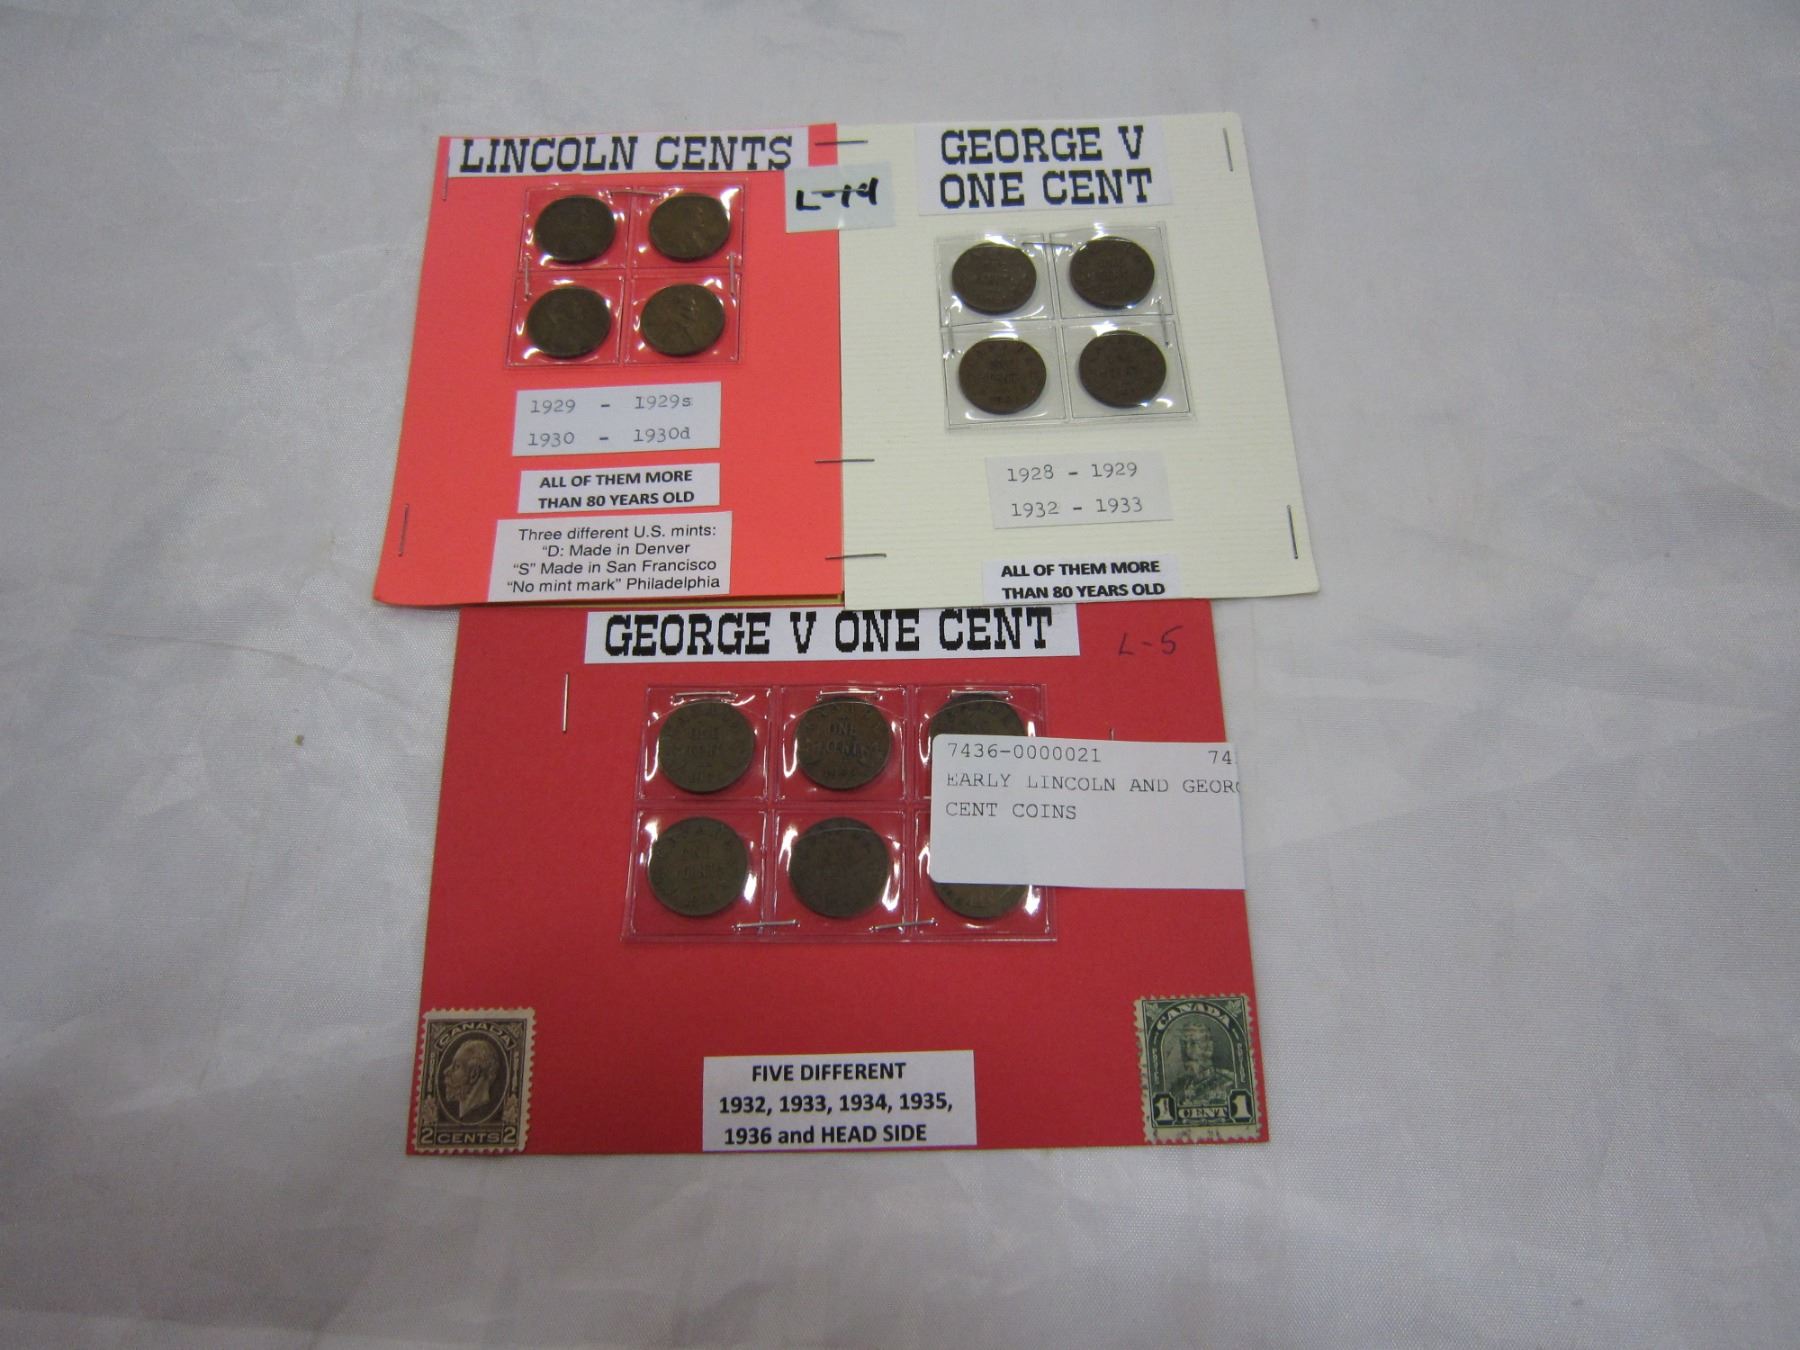 LINCOLN CENTS
L-14
1929 - 1929s
1930 - 1930d
ALL OF THEM MORE
THAN 80 YEARS OLD
Three different U.S. mints:
"D: Made in Denver
"S" Made in San Francisco
"No mint mark" Philadelphia
GEORGE V
ONE CENT
1928 - 1929
1932 - 1933
ALL OF THEM MORE
THAN 80 YEARS OLD
GEORGE V ONE CENT
L-5
ONE
CENT
7436-0000021
EARLY LINCOLN AND GEORG
CENT COINS
CANADA
2 CENTS 2
FIVE DIFFERENT
1932, 1933, 1934, 1935,
1936 and HEAD SIDE
CANADA
1 CENT 1